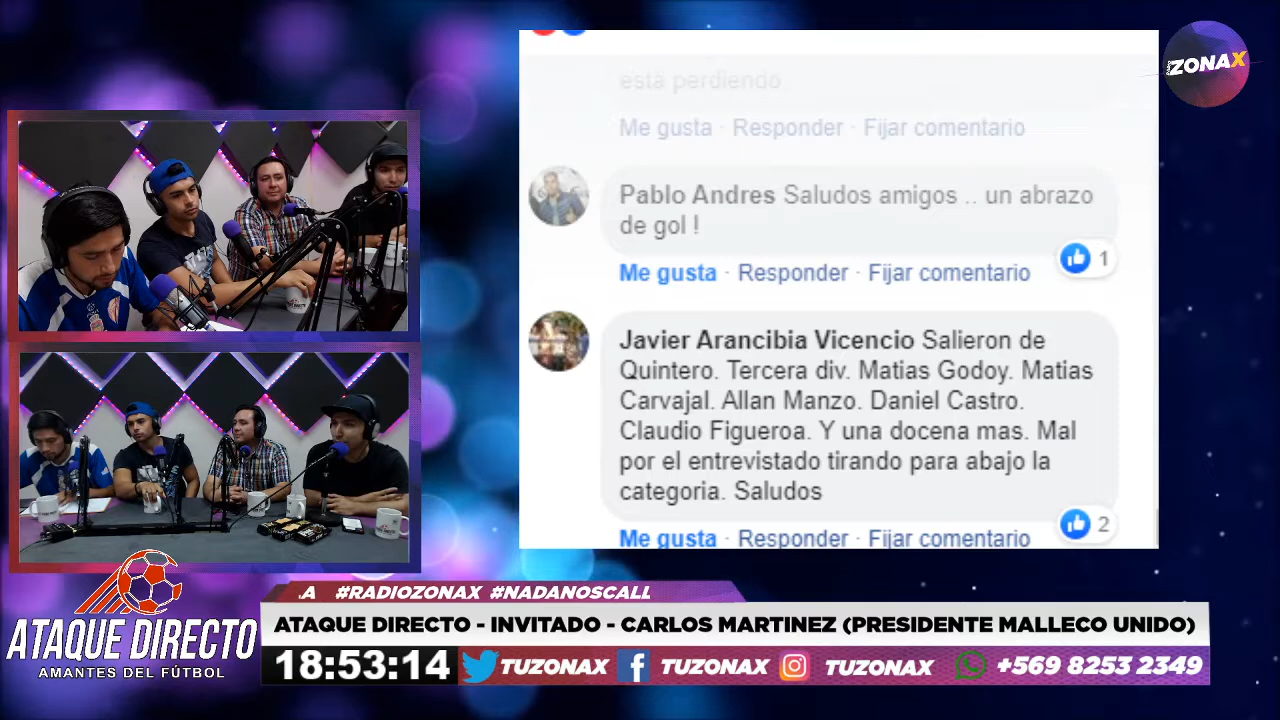 ZONAX
está perdiendo
Me gusta · Responder · Fijar comentario
Pablo Andres Saludos amigos .. un abrazo
de gol !
1
Me gusta · Responder · Fijar comentario
Javier Arancibia Vicencio Salieron de
Quintero. Tercera div. Matias Godoy. Matias
Carvajal. Allan Manzo. Daniel Castro.
Claudio Figueroa. Y una docena mas. Mal
por el entrevistado tirando para abajo la
categoria. Saludos
2
Me gusta · Responder · Fijar comentario
ATAQUE DIRECTO
AMANTES DEL FÚTBOL
.A #RADIOZONAX #NADANOSCALL
ATAQUE DIRECTO - INVITADO - CARLOS MARTINEZ (PRESIDENTE MALLECO UNIDO)
18:53:14 TUZONAX TUZONAX TUZONAX +569 8253 2349